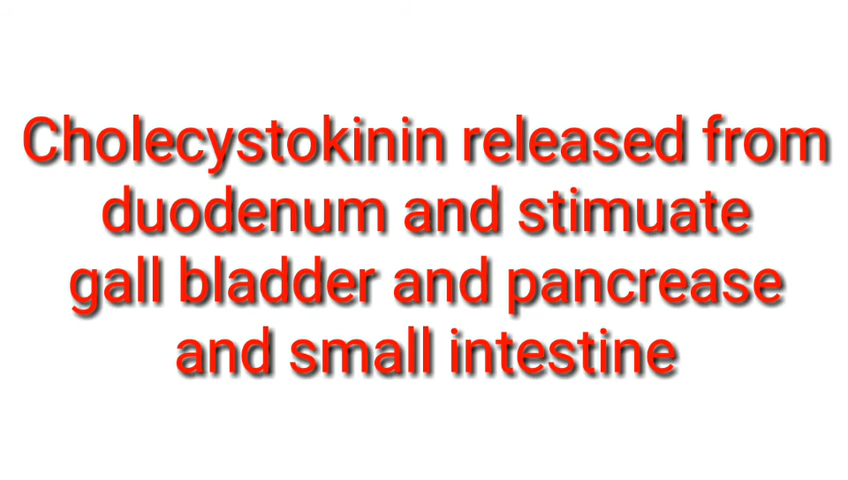 Cholecystokinin released from
duodenum and stimuate
gall bladder and pancrease
and small intestine